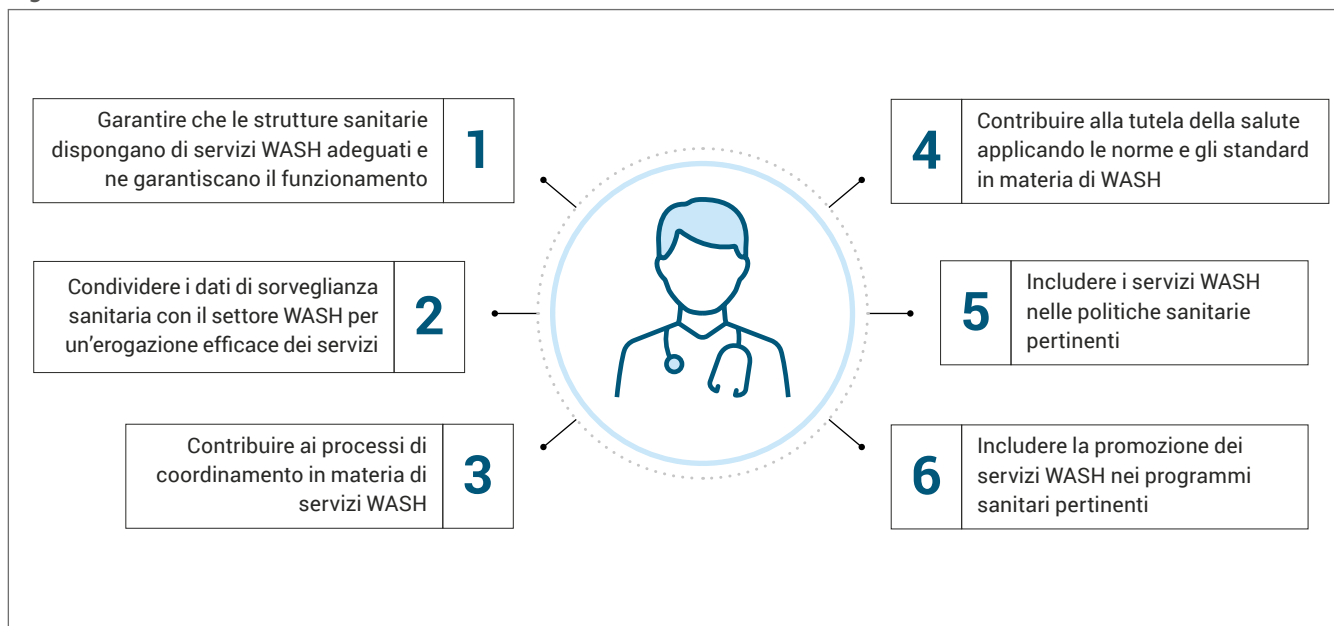 Garantire che le strutture sanitarie
dispongano di servizi WASH adeguati e
ne garantiscano il funzionamento
1
Condividere i dati di sorveglianza
sanitaria con il settore WASH per
un'erogazione efficace dei servizi
2
Contribuire ai processi di
coordinamento in materia di
servizi WASH
3
4
Contribuire alla tutela della salute
applicando le norme e gli standard
in materia di WASH
5
Includere i servizi WASH
nelle politiche sanitarie
pertinenti
6
Includere la promozione dei
servizi WASH nei programmi
sanitari pertinenti